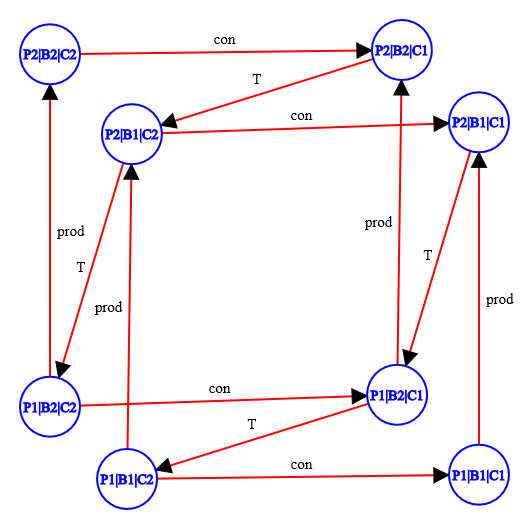 con
P2|B2|C2
P2|B2|C1
T
con
P2|B1|C2
P2|B1|C1
prod
prod
T
T
prod
prod
con
P1|B2|C2
P1|B2|C1
T
con
P1|B1|C2
P1|B1|C1